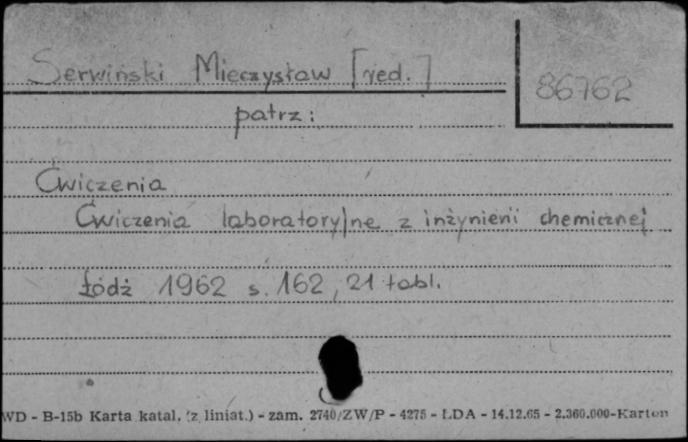 Serwiński Mieczysław [red.]
86762
patrz:
Ćwiczenia
Ćwiczenia laboratoryjne z inżynierii chemicznej
Łódź 1962 s. 162, 21 tabl.
WD - B-15b Karta katal. (z liniat.) - zam. 2740/ZW/P - 4275 - LDA - 14.12.65 - 2.360.000-Karton